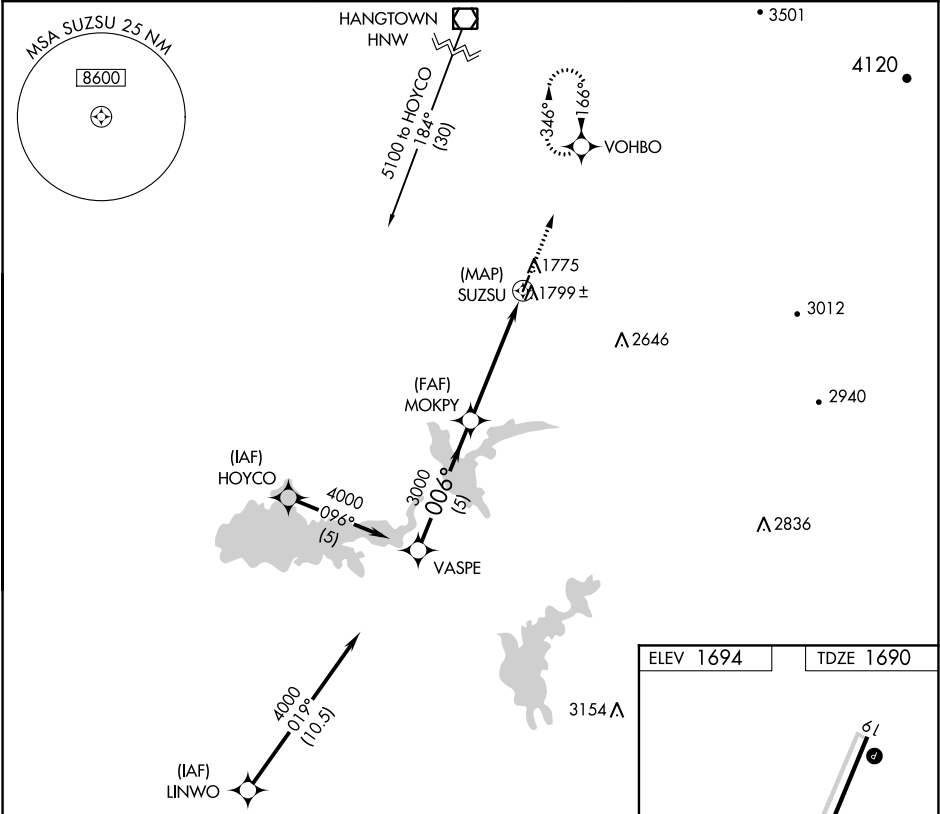 MSA SUZSU 25 NM
8600
HANGTOWN
HNW
5100 to HOYCO
184°
(30)
3501
4120
346°
166°
VOHBO
(MAP)
SUZSU
1775
1799 ±
3012
2646
2940
(FAF)
MOKPY
(IAF)
HOYCO
4000
096°
(5)
3000
006°
(5)
VASPE
2836
4000
019°
(10.5)
(IAF)
LINWO
3154
ELEV 1694
TDZE 1690
19
P